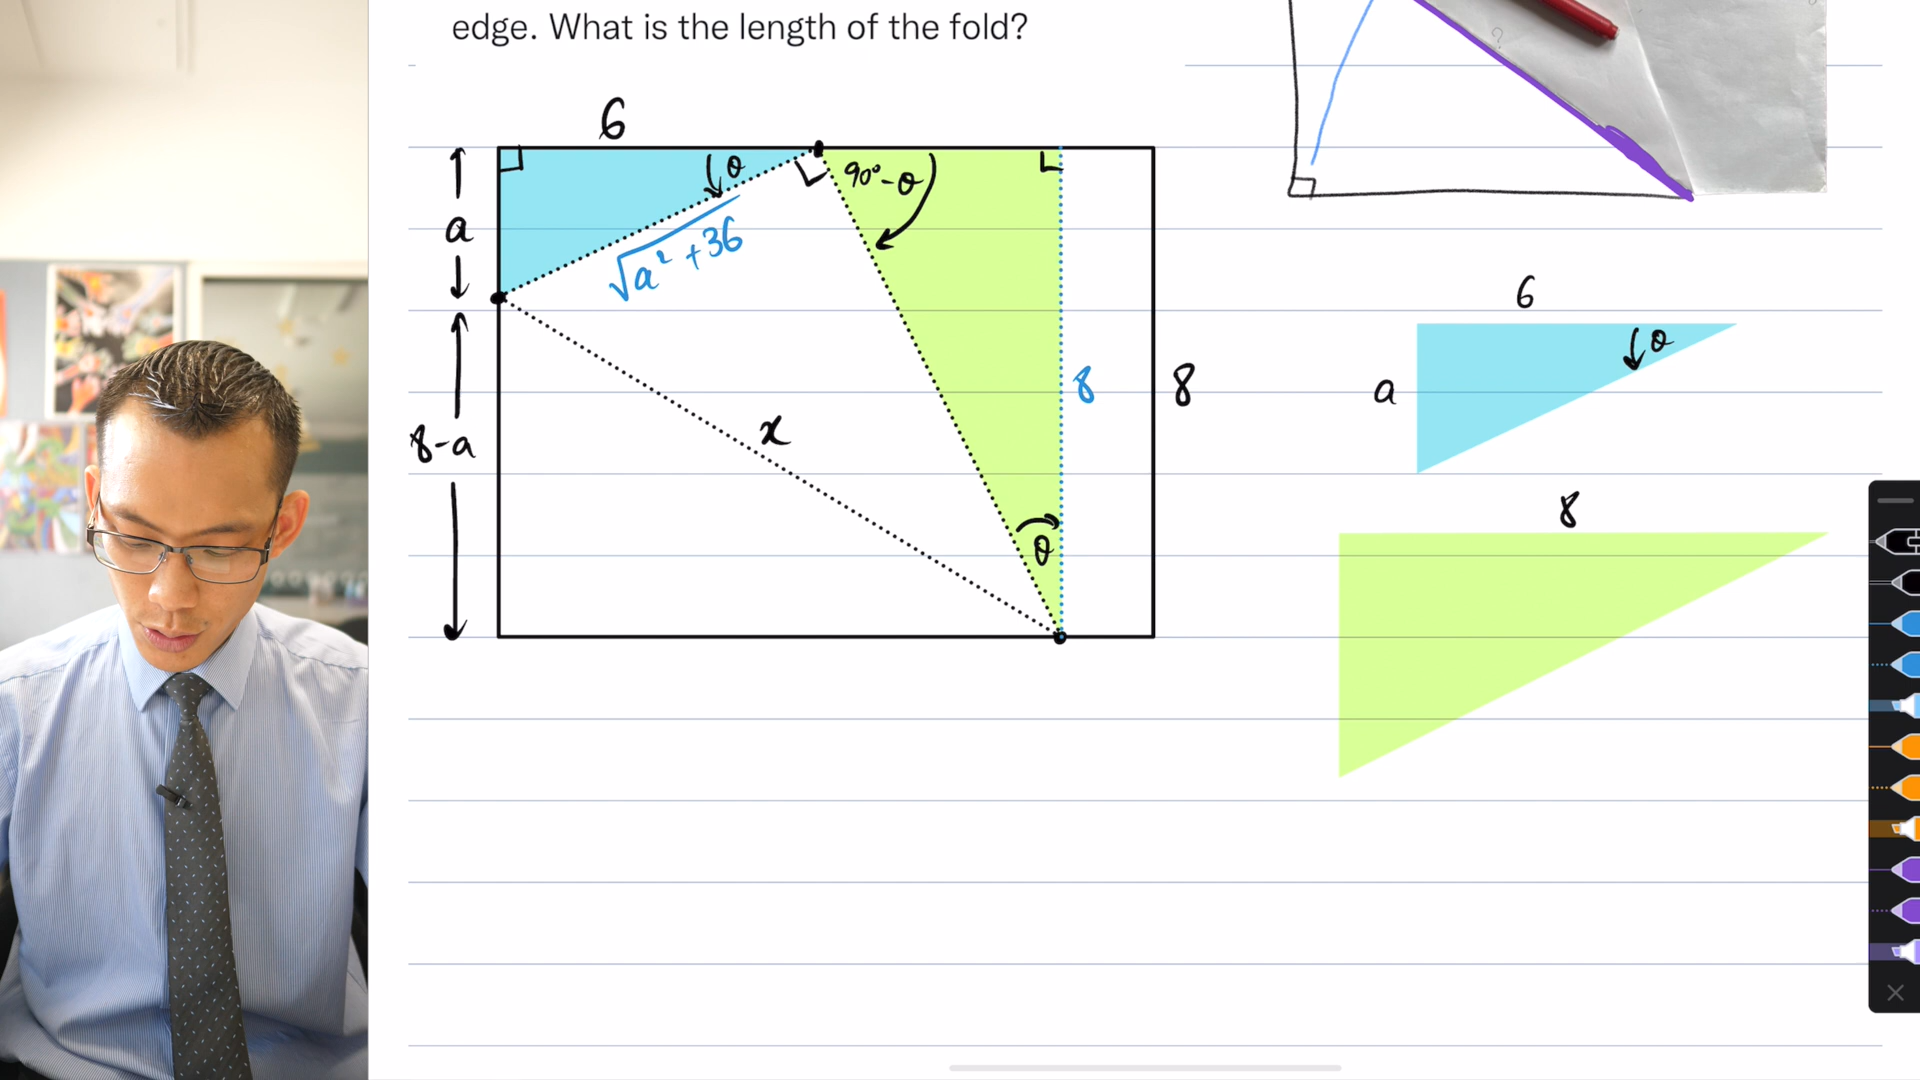 edge. What is the length of the fold?
?
6
θ
90°-θ
a
√a²+36
6
θ
a
8
8
x
8-a
8
θ